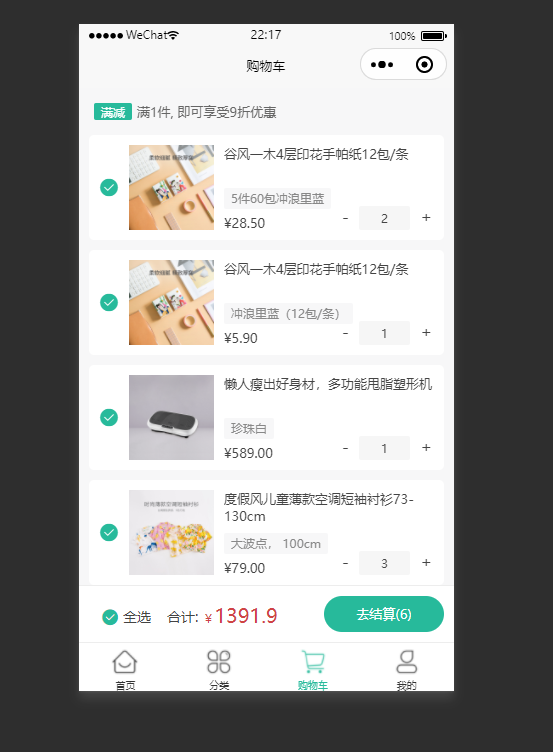 WeChat 22:17 100%
购物车
满减 满1件, 即可享受9折优惠
谷风一木4层印花手帕纸12包/条
5件60包冲浪里蓝
¥28.50 - 2 +
谷风一木4层印花手帕纸12包/条
冲浪里蓝（12包/条）
¥5.90 - 1 +
懒人瘦出好身材，多功能甩脂塑形机
珍珠白
¥589.00 - 1 +
度假风儿童薄款空调短袖衬衫73-
130cm
大波点， 100cm
¥79.00 - 3 +
全选 合计: ¥1391.9 去结算(6)
首页 分类 购物车 我的